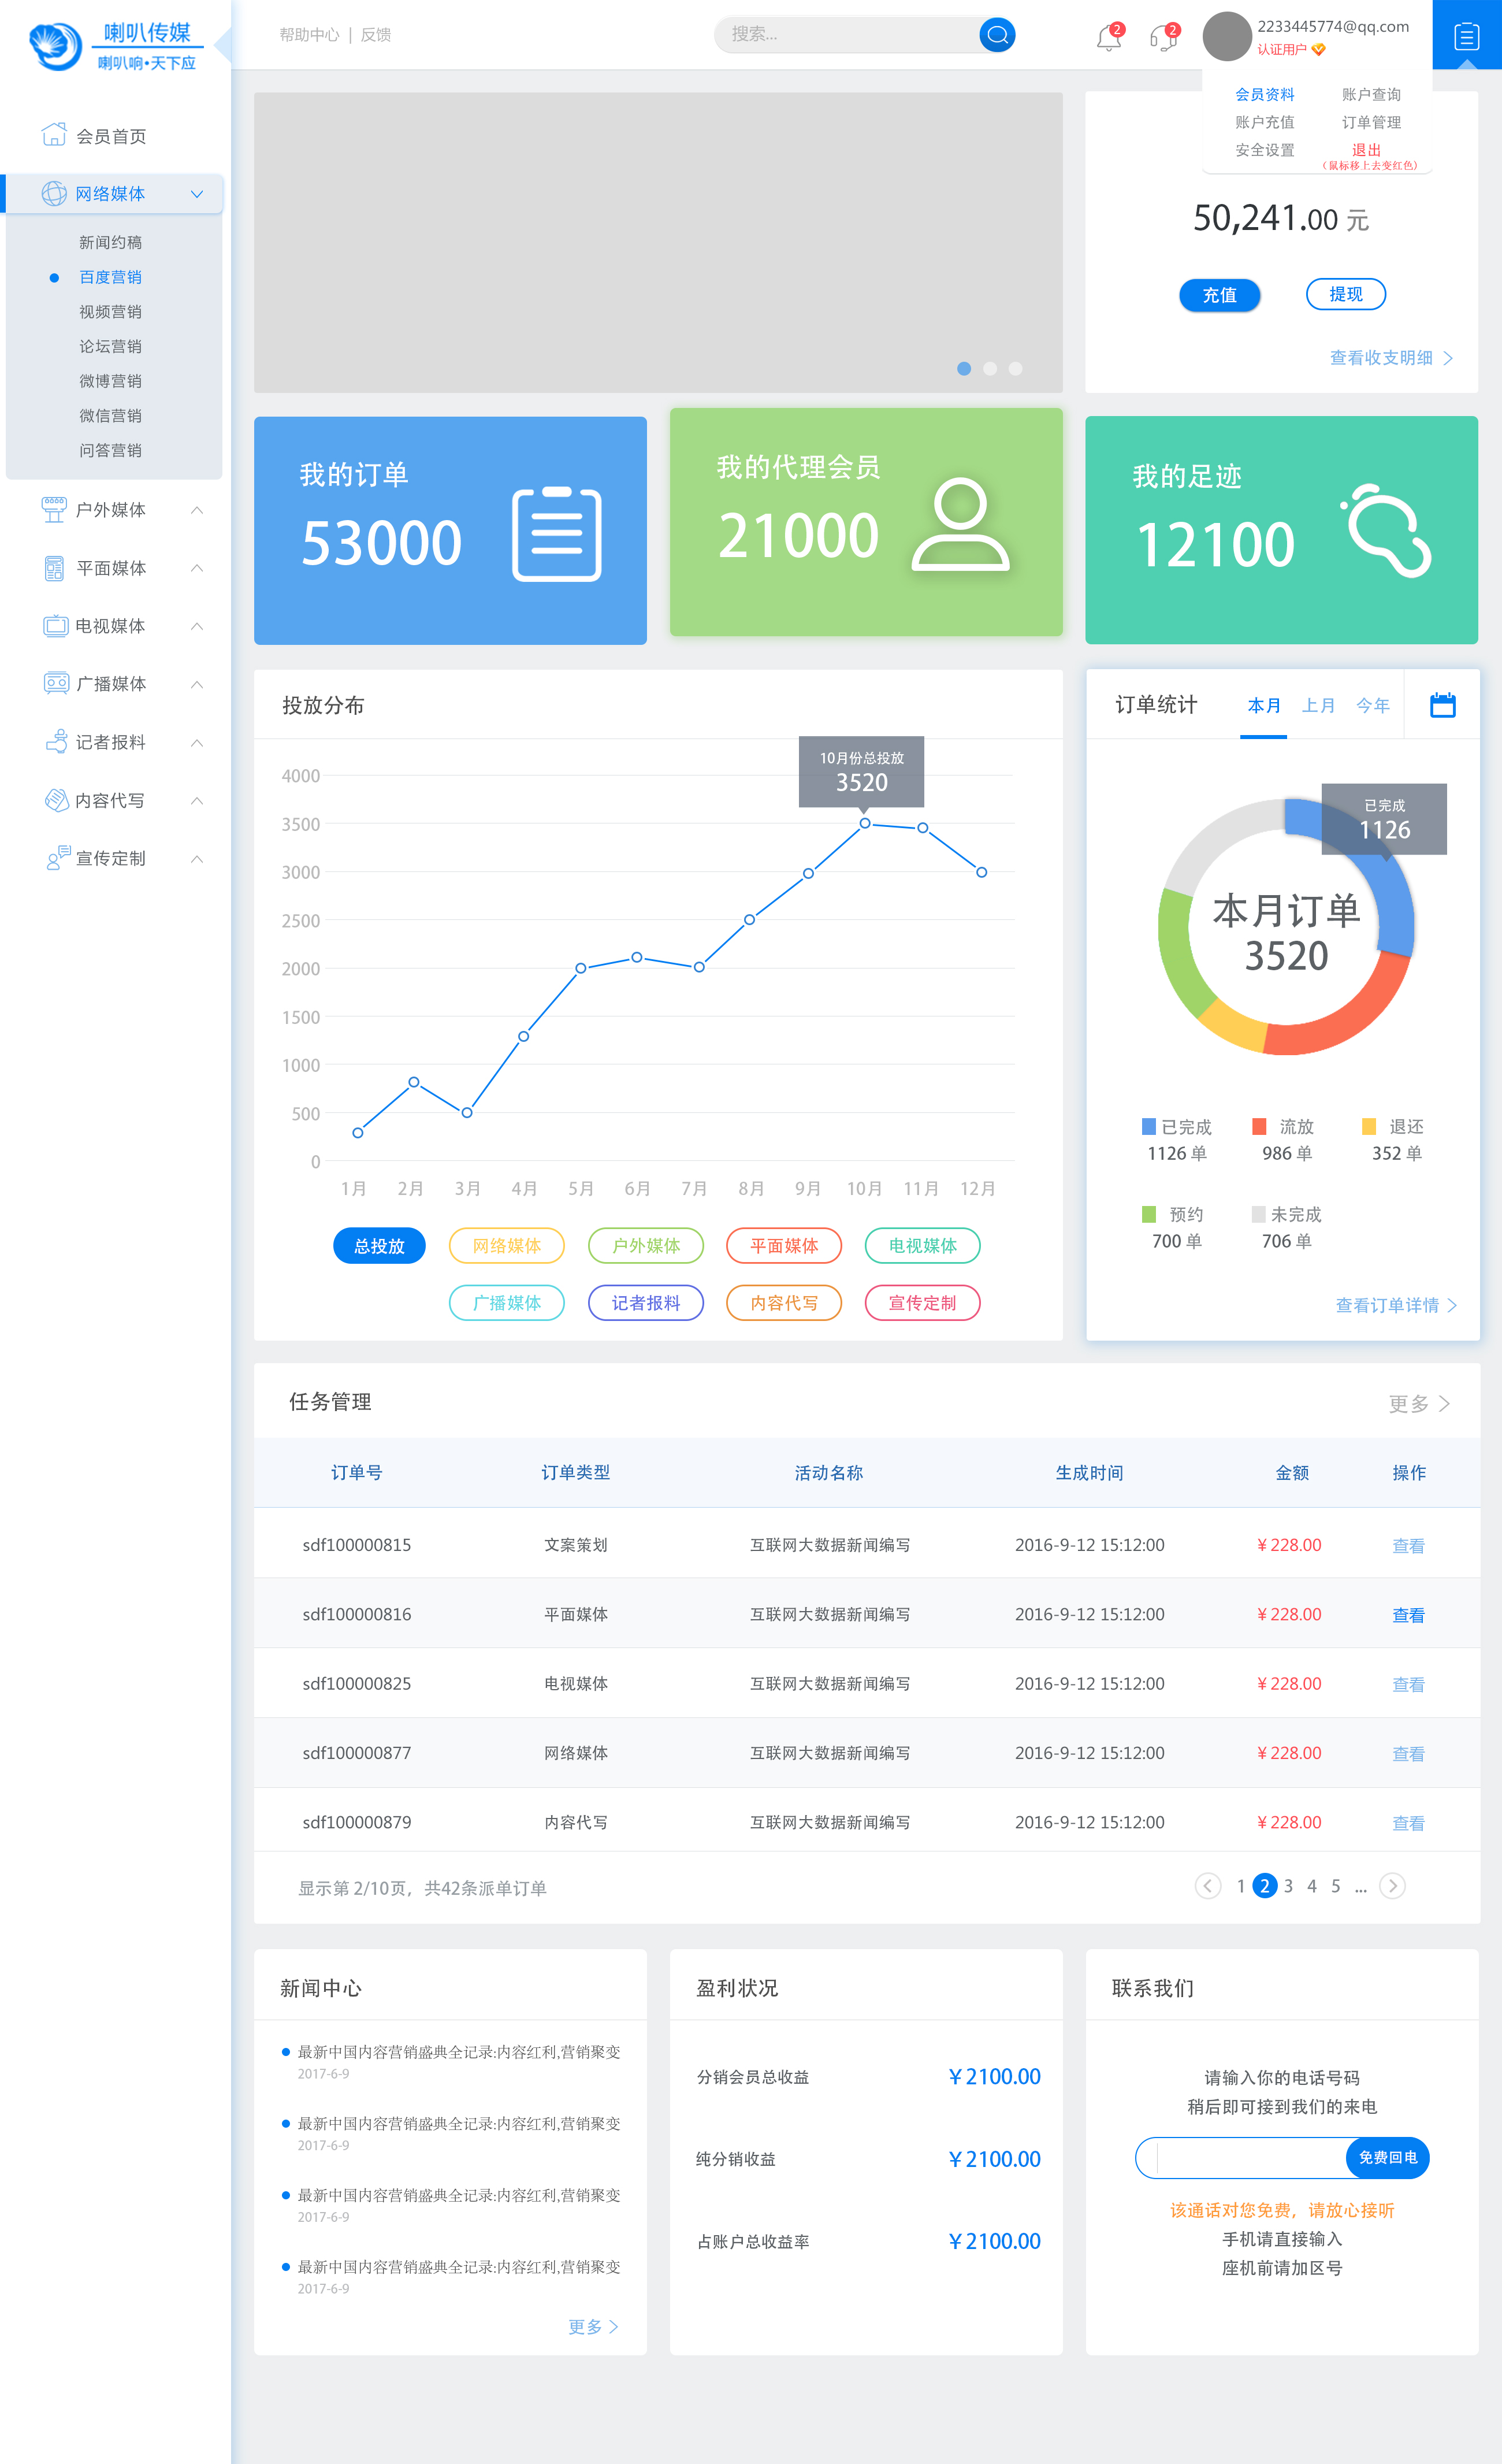 喇叭传媒
喇叭响•天下应
帮助中心 | 反馈
搜索...
2
2
2233445774@qq.com
认证用户
会员资料 账户查询
账户充值 订单管理
安全设置 退出
（鼠标移上去变红色）
会员首页
网络媒体
新闻约稿
百度营销
视频营销
论坛营销
微博营销
微信营销
问答营销
户外媒体
平面媒体
电视媒体
广播媒体
记者报料
内容代写
宣传定制
50,241.00 元
充值 提现
查看收支明细
我的订单
53000
我的代理会员
21000
我的足迹
12100
投放分布
10月份总投放
3520
4000
3500
3000
2500
2000
1500
1000
500
0
1月 2月 3月 4月 5月 6月 7月 8月 9月 10月 11月 12月
总投放 网络媒体 户外媒体 平面媒体 电视媒体
广播媒体 记者报料 内容代写 宣传定制
订单统计 本月 上月 今年
已完成
1126
本月订单
3520
已完成 流放 退还
1126 单 986 单 352 单
预约 未完成
700 单 706 单
查看订单详情
任务管理 更多
订单号 订单类型 活动名称 生成时间 金额 操作
sdf100000815 文案策划 互联网大数据新闻编写 2016-9-12 15:12:00 ¥228.00 查看
sdf100000816 平面媒体 互联网大数据新闻编写 2016-9-12 15:12:00 ¥228.00 查看
sdf100000825 电视媒体 互联网大数据新闻编写 2016-9-12 15:12:00 ¥228.00 查看
sdf100000877 网络媒体 互联网大数据新闻编写 2016-9-12 15:12:00 ¥228.00 查看
sdf100000879 内容代写 互联网大数据新闻编写 2016-9-12 15:12:00 ¥228.00 查看
显示第 2/10页，共42条派单订单 1 2 3 4 5 ...
新闻中心
最新中国内容营销盛典全记录:内容红利,营销聚变
2017-6-9
最新中国内容营销盛典全记录:内容红利,营销聚变
2017-6-9
最新中国内容营销盛典全记录:内容红利,营销聚变
2017-6-9
最新中国内容营销盛典全记录:内容红利,营销聚变
2017-6-9
更多
盈利状况
分销会员总收益 ¥2100.00
纯分销收益 ¥2100.00
占账户总收益率 ¥2100.00
联系我们
请输入你的电话号码
稍后即可接到我们的来电
免费回电
该通话对您免费，请放心接听
手机请直接输入
座机前请加区号